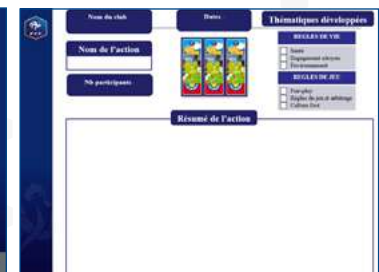 Nom du club
Dates
Thématiques développées
REGLES DE VIE
Santé
Engagement citoyen
Environnement
Nom de l'action
REGLES DE JEU
Fair-play
Règles du jeu et arbitrage
Culture foot
Nb participants
Résumé de l'action